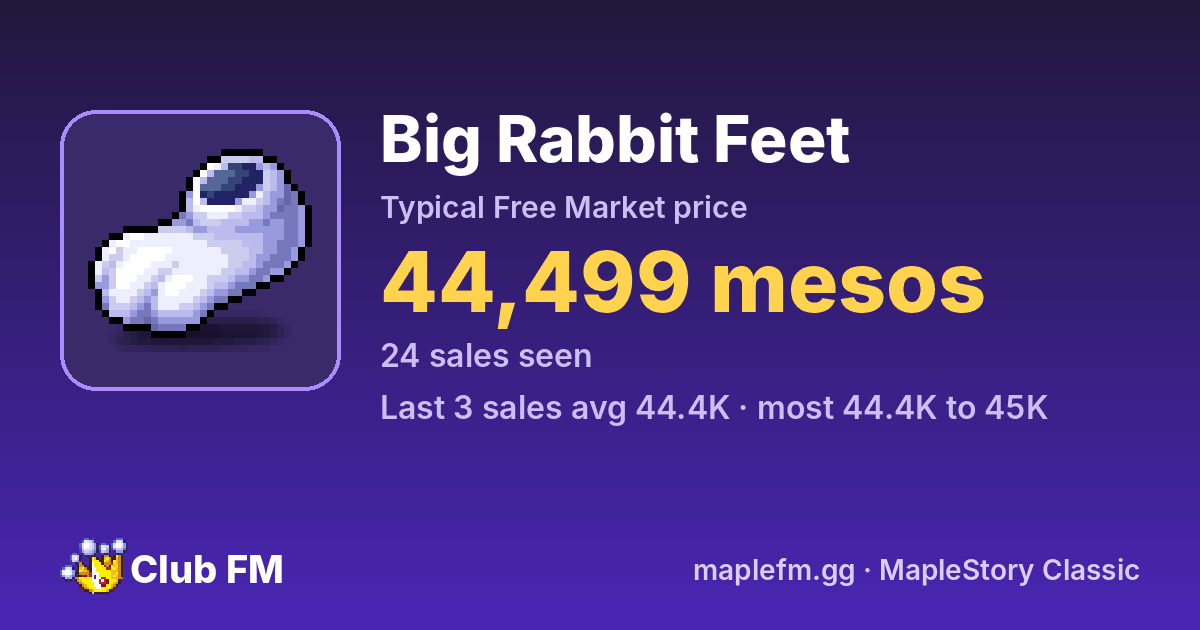 Big Rabbit Feet
Typical Free Market price
44,499 mesos
24 sales seen
Last 3 sales avg 44.4K · most 44.4K to 45K
Club FM
maplefm.gg · MapleStory Classic